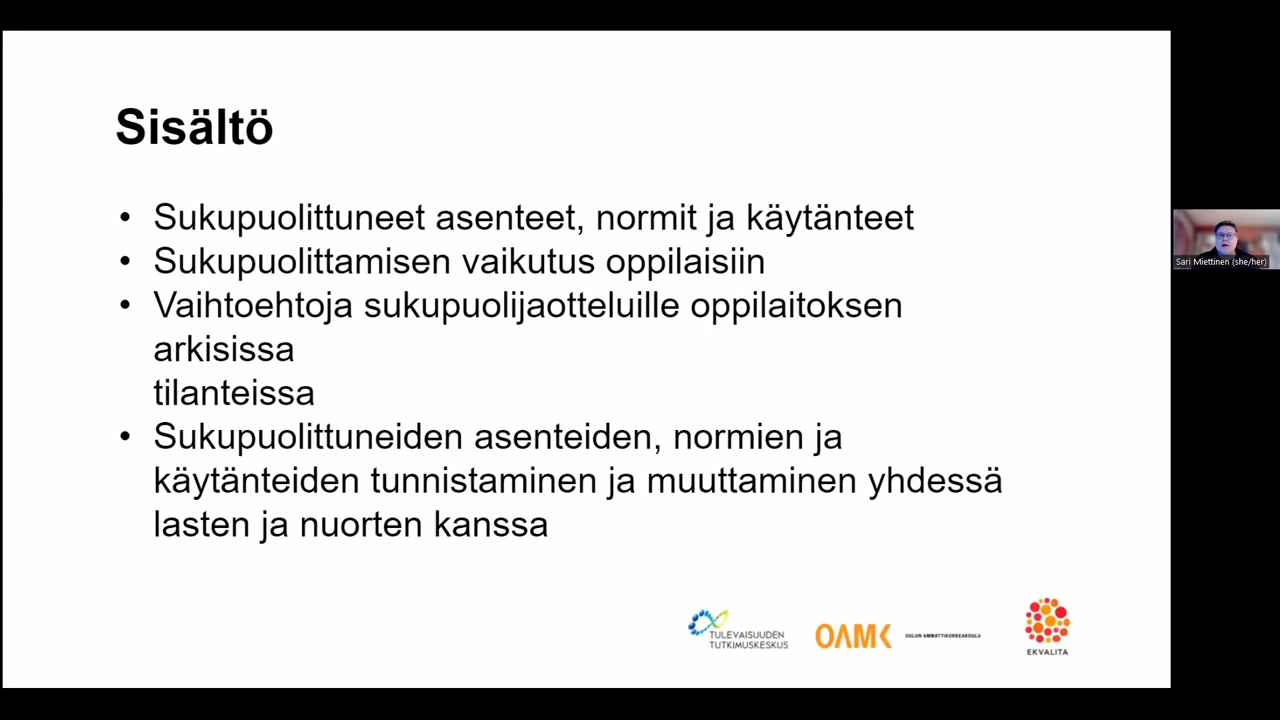 Sisältö
• Sukupuolittuneet asenteet, normit ja käytänteet
• Sukupuolittamisen vaikutus oppilaisiin
• Vaihtoehtoja sukupuolijaotteluille oppilaitoksen
arkisissa
tilanteissa
• Sukupuolittuneiden asenteiden, normien ja
käytänteiden tunnistaminen ja muuttaminen yhdessä
lasten ja nuorten kanssa
Sari Miettinen (she/her)
TULEVAISUUDEN
TUTKIMUSKESKUS
OAMK
OULUN AMMATTIKORKEAKOULU
EKVALITA